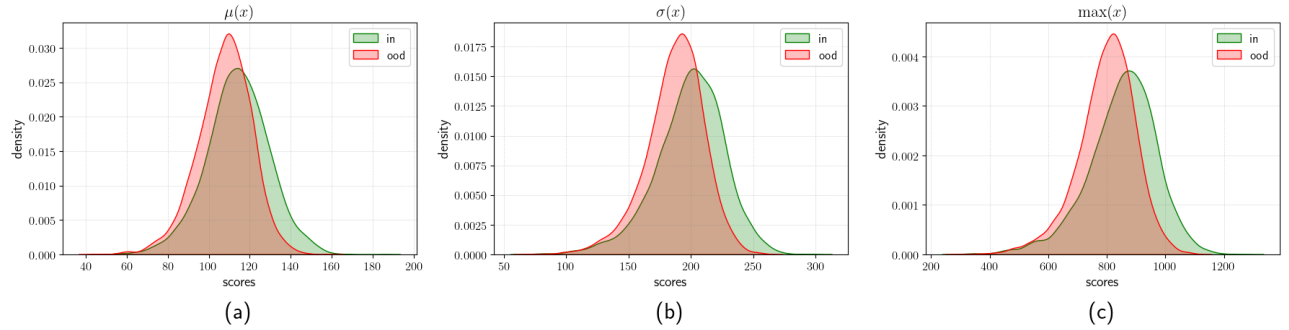 μ(x)
0.030
0.025
0.020
0.015
0.010
0.005
0.000
density
in
ood
40 60 80 100 120 140 160 180 200
scores
(a)
σ(x)
0.0175
0.0150
0.0125
0.0100
0.0075
0.0050
0.0025
0.0000
density
in
ood
50 100 150 200 250 300
scores
(b)
max(x)
0.004
0.003
0.002
0.001
0.000
density
in
ood
200 400 600 800 1000 1200
scores
(c)